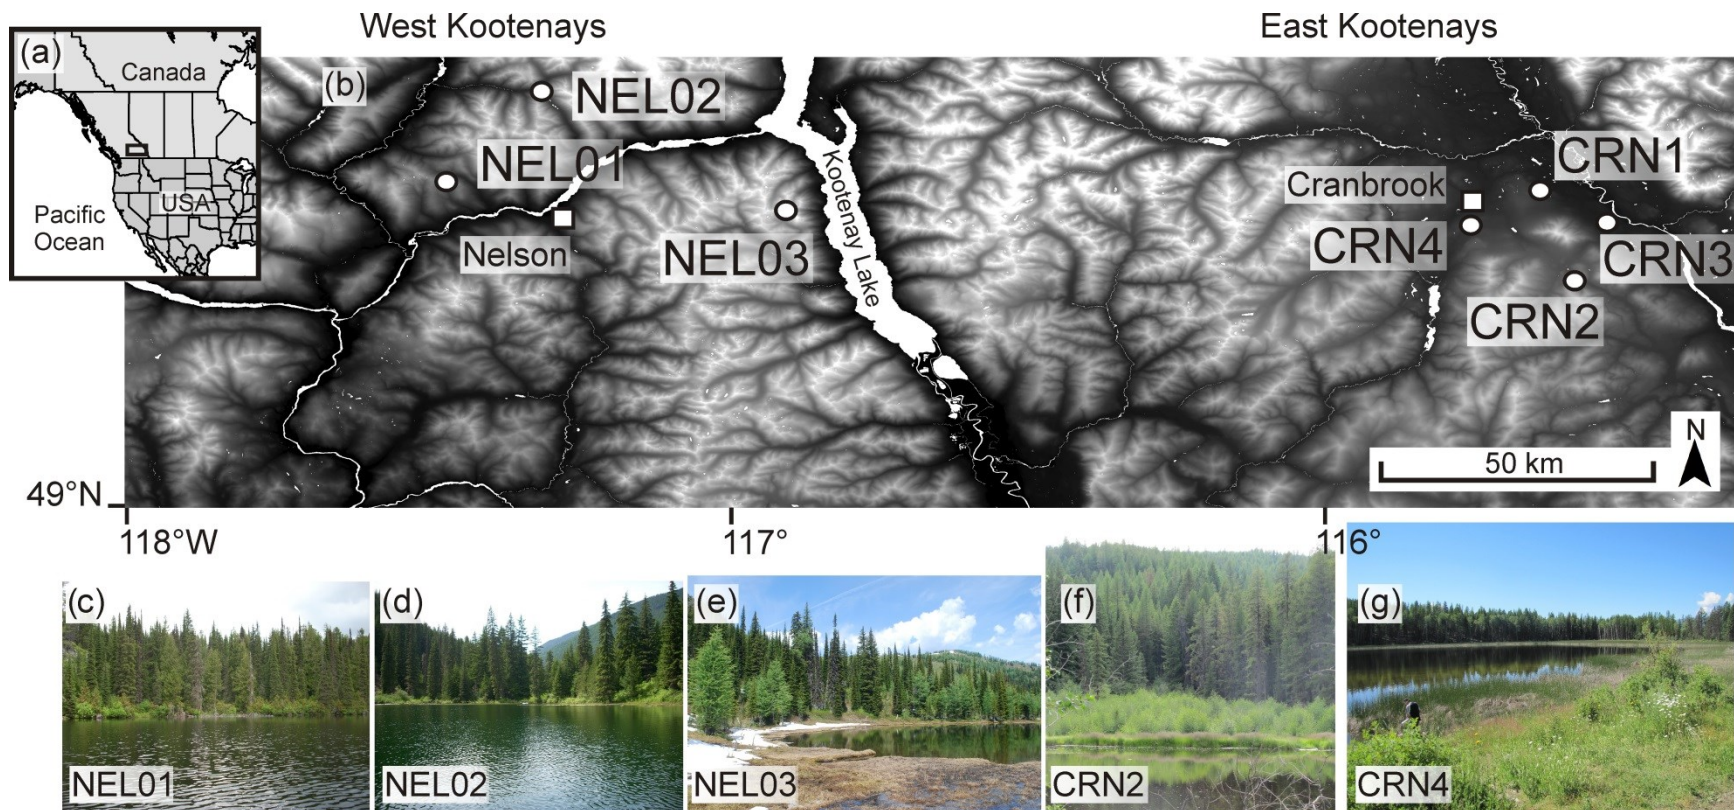 West Kootenays
East Kootenays
(a)
Canada
USA
Pacific
Ocean
(b)
NEL02
NEL01
Nelson
NEL03
Kootenay Lake
Cranbrook
CRN1
CRN4
CRN3
CRN2
N
50 km
49°N
118°W
117°
116°
(c)
NEL01
(d)
NEL02
(e)
NEL03
(f)
CRN2
(g)
CRN4